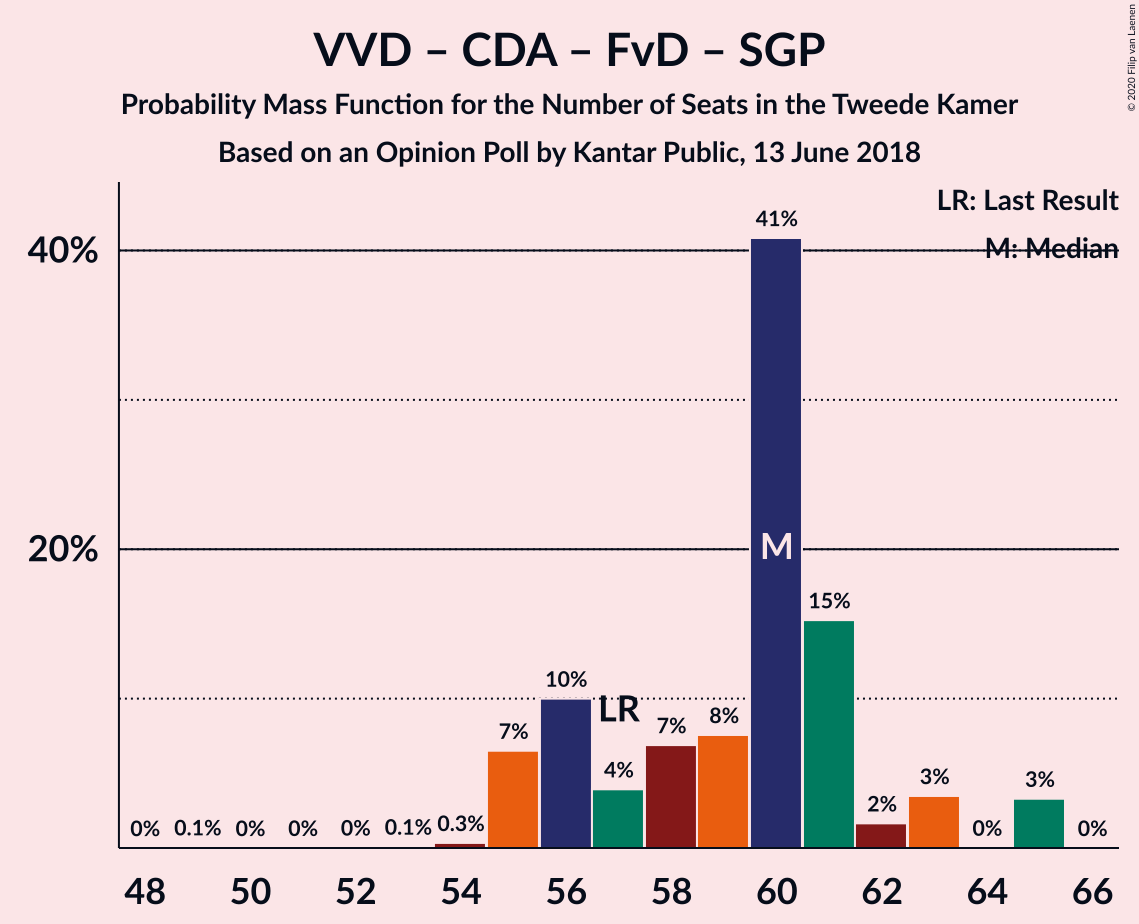 VVD – CDA – FvD – SGP
Probability Mass Function for the Number of Seats in the Tweede Kamer
Based on an Opinion Poll by Kantar Public, 13 June 2018
© 2020 Filip van Laenen
LR: Last Result
M: Median
40%
20%
0% 0.1% 0% 0% 0% 0.1% 0.3% 7% 10% 4% 7% 8% 41% 15% 2% 3% 0% 3% 0%
LR
M
48 50 52 54 56 58 60 62 64 66